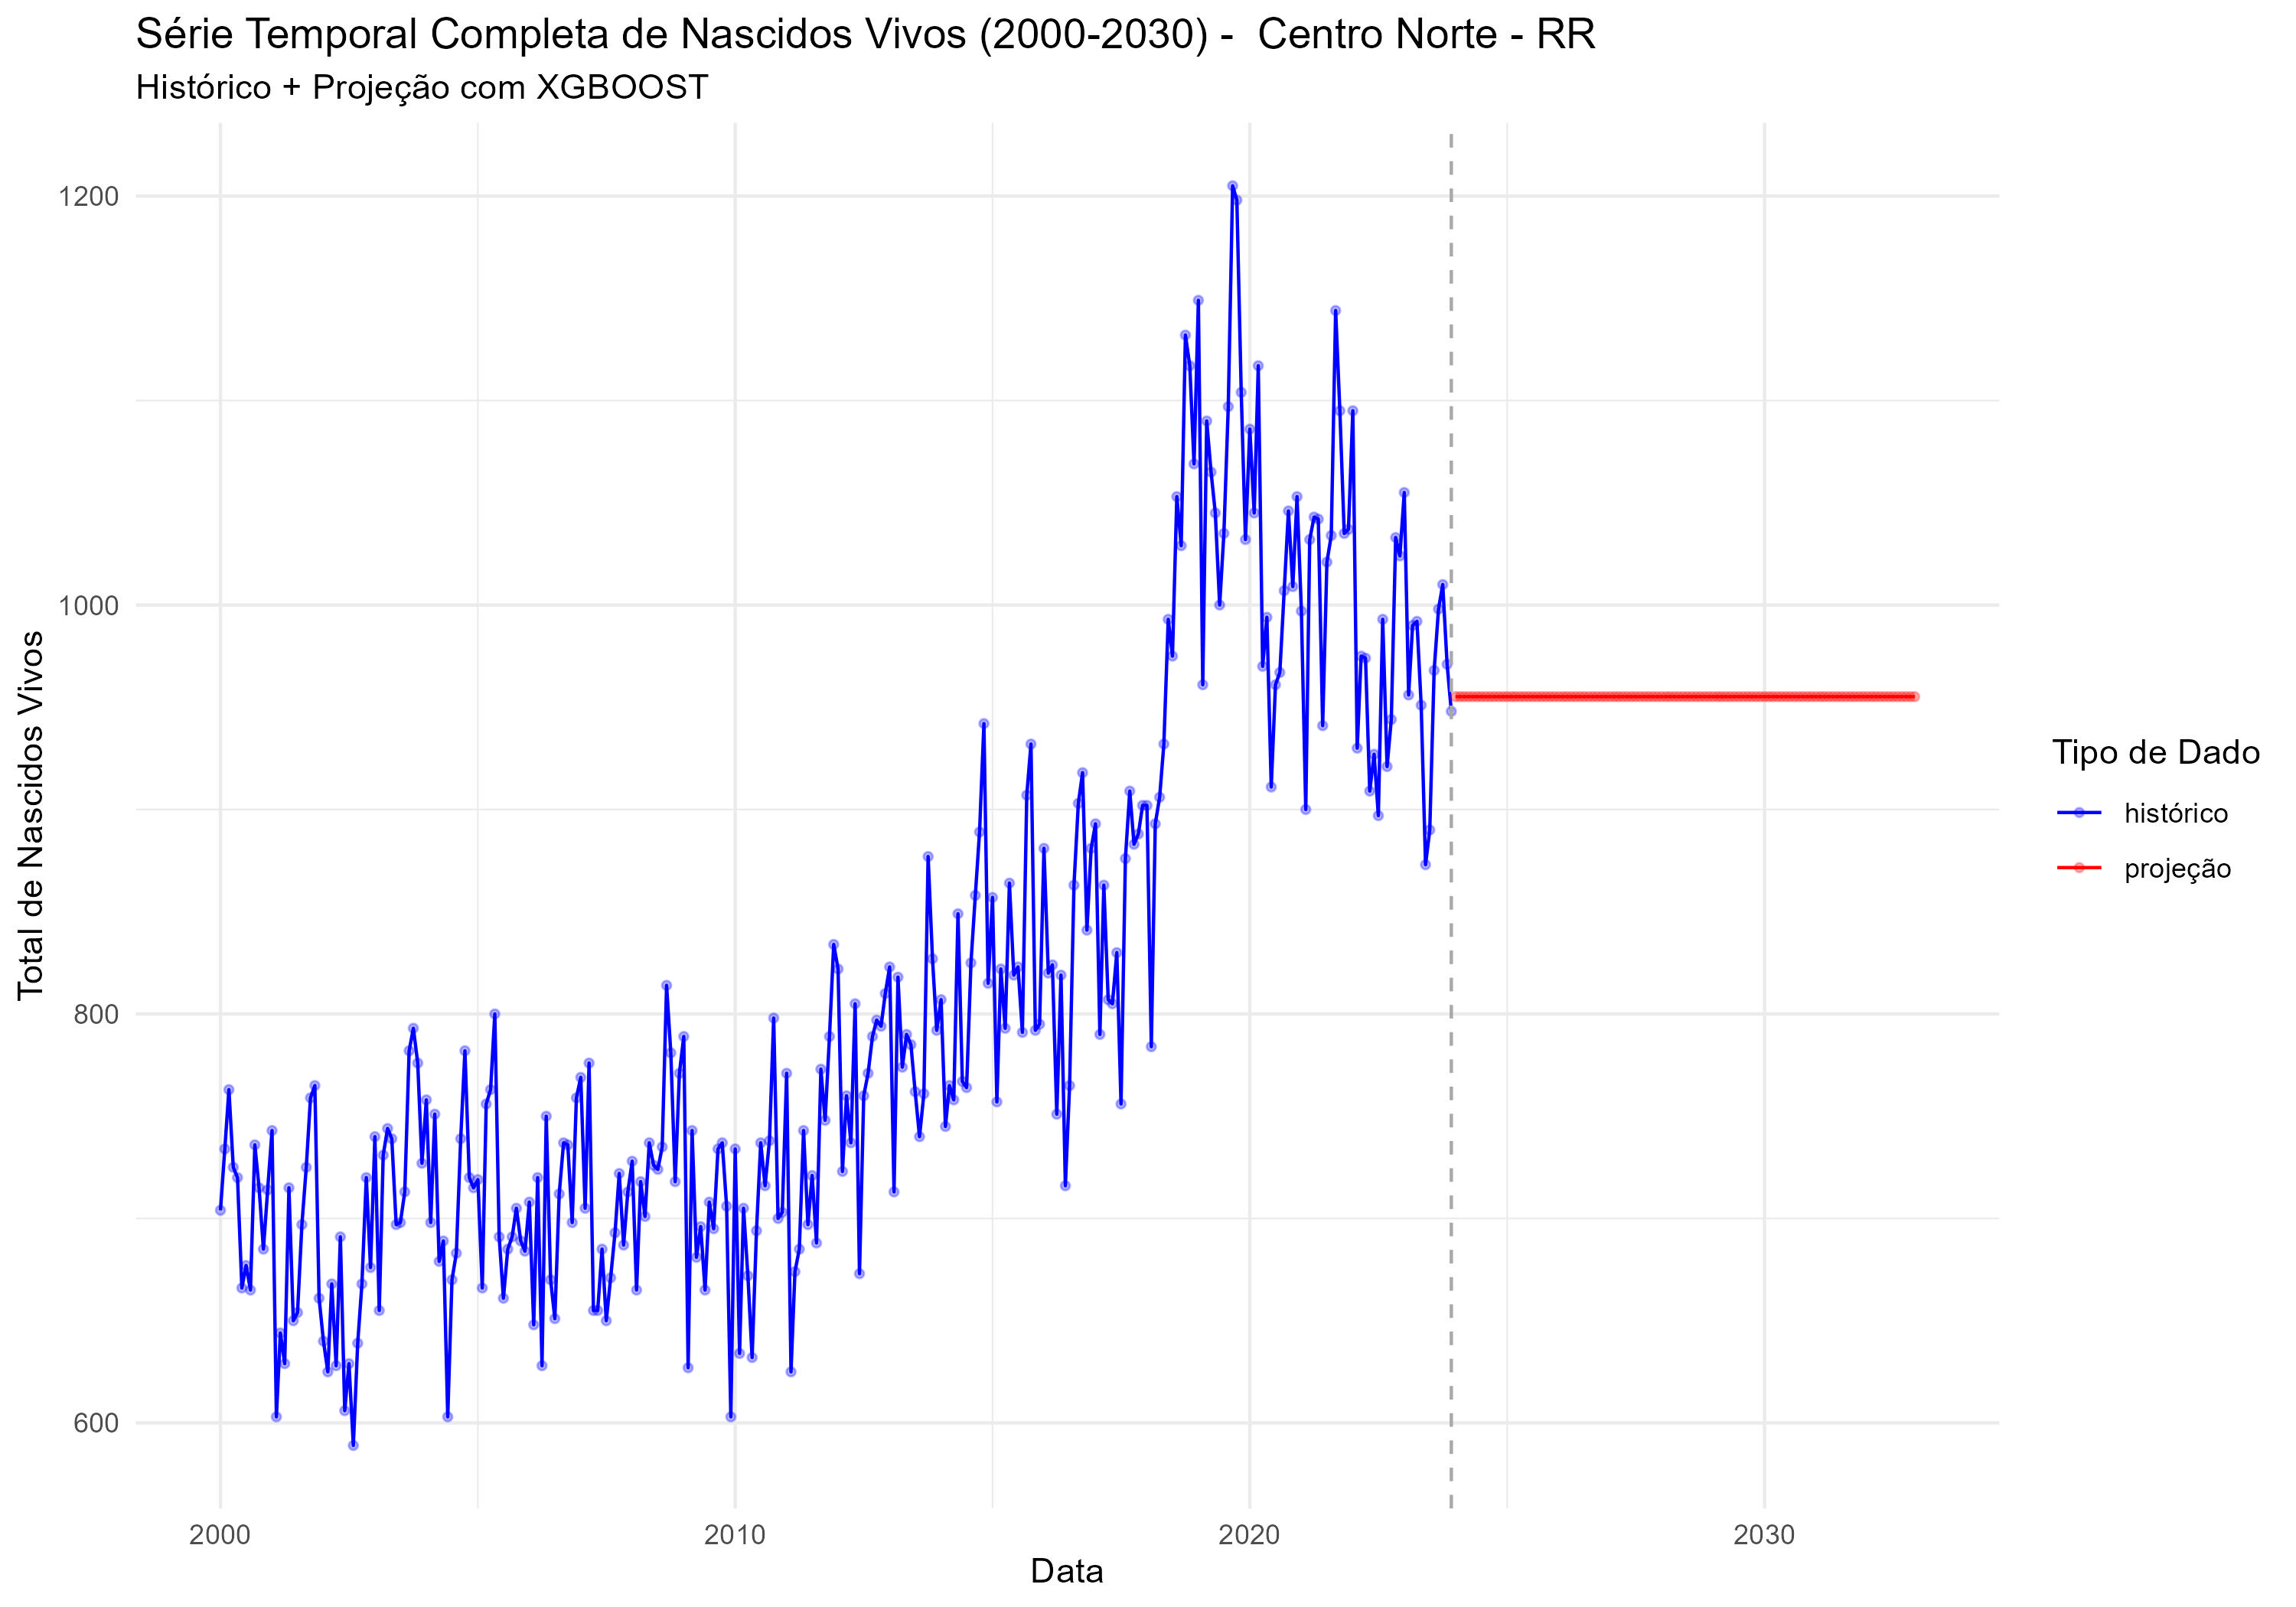 Série Temporal Completa de Nascidos Vivos (2000-2030) -  Centro Norte - RR
Histórico + Projeção com XGBOOST
Total de Nascidos Vivos
1200
1000
800
600
2000
2010
2020
2030
Data
Tipo de Dado
histórico
projeção